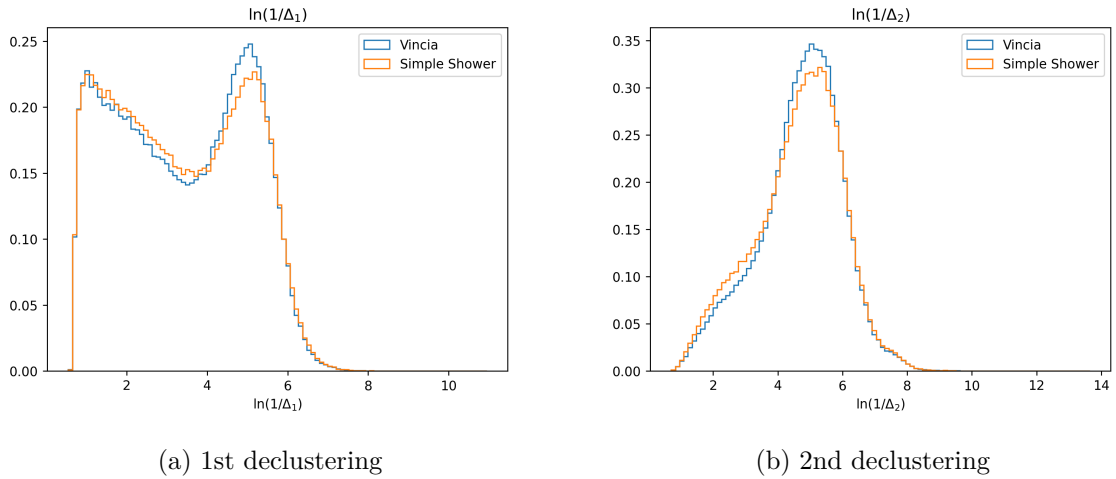 ln(1/Δ₁)
Vincia
Simple Shower
0.25
0.20
0.15
0.10
0.05
0.00
2 4 6 8 10
ln(1/Δ₁)
(a) 1st declustering
ln(1/Δ₂)
Vincia
Simple Shower
0.35
0.30
0.25
0.20
0.15
0.10
0.05
0.00
2 4 6 8 10 12 14
ln(1/Δ₂)
(b) 2nd declustering